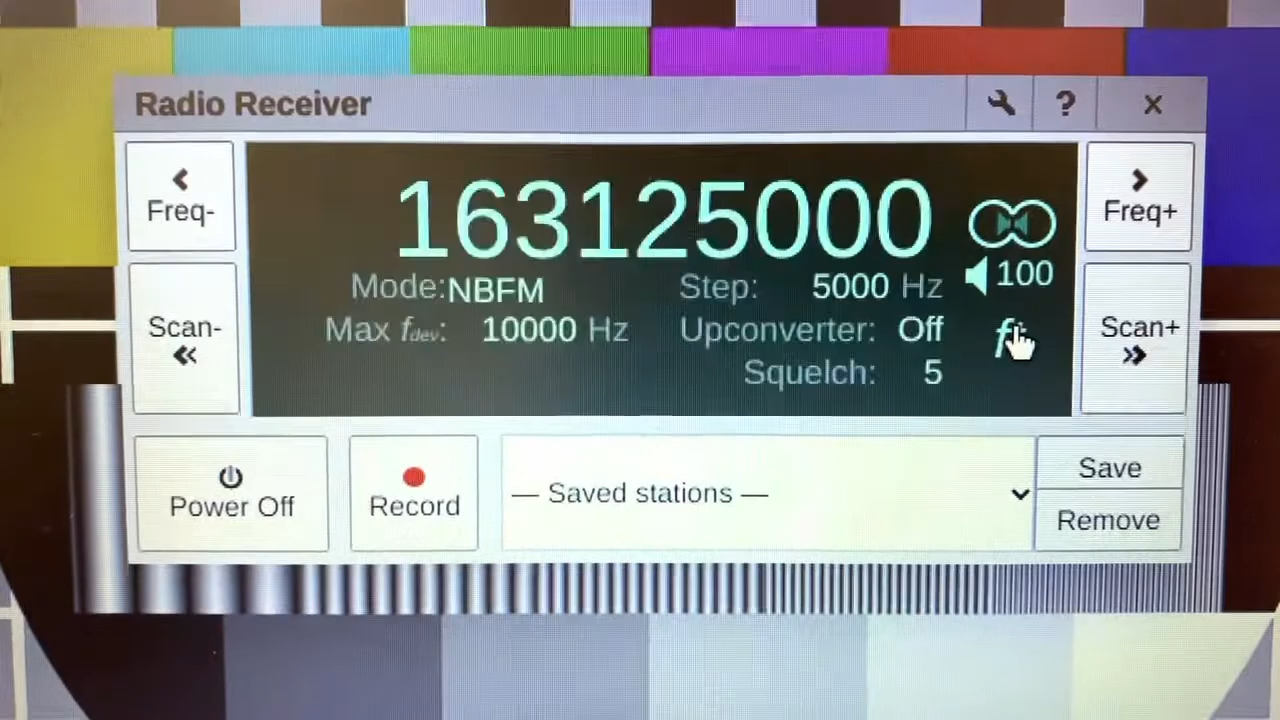 Radio Receiver
?
Freq-
163125000
Freq+
Mode: NBFM
Step: 5000 Hz
100
Scan-
Max fdev: 10000 Hz
Upconverter: Off
f
Scan+
Squelch: 5
Power Off
Record
— Saved stations —
Save
Remove